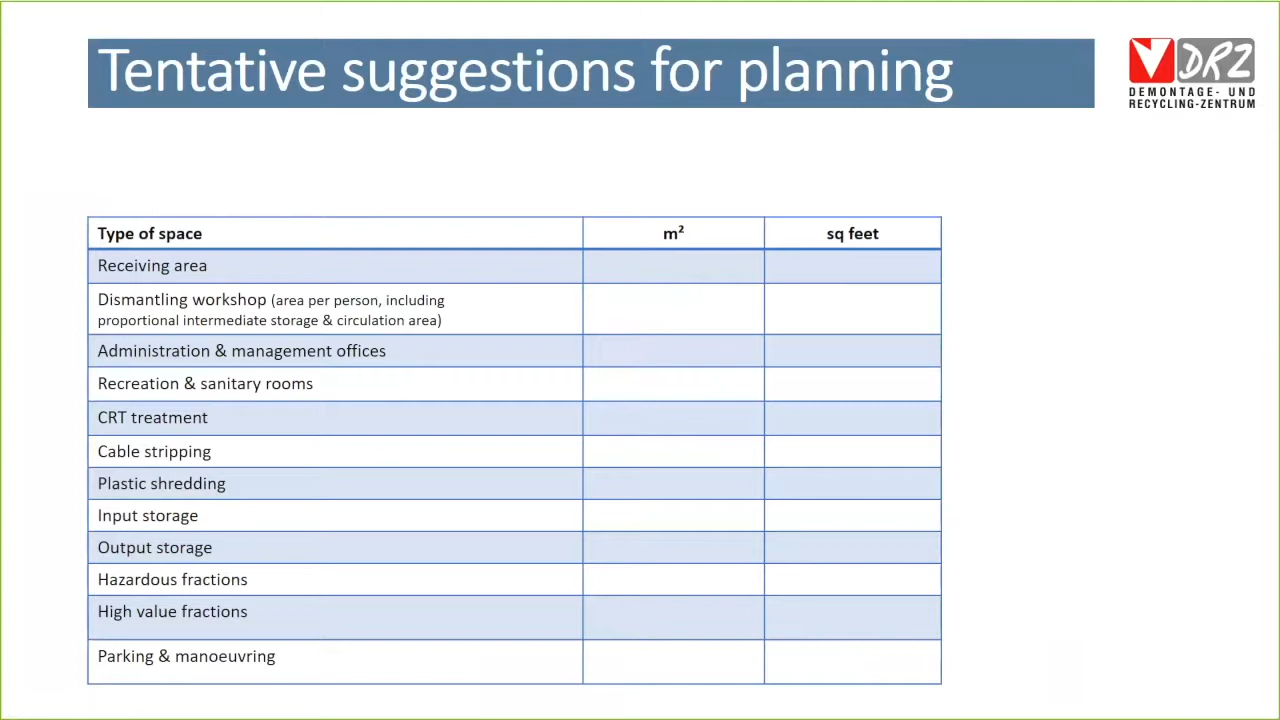 Tentative suggestions for planning
DRZ
DEMONTAGE- UND
RECYCLING-ZENTRUM
Type of space m² sq feet
Receiving area
Dismantling workshop (area per person, including
proportional intermediate storage & circulation area)
Administration & management offices
Recreation & sanitary rooms
CRT treatment
Cable stripping
Plastic shredding
Input storage
Output storage
Hazardous fractions
High value fractions
Parking & manoeuvring